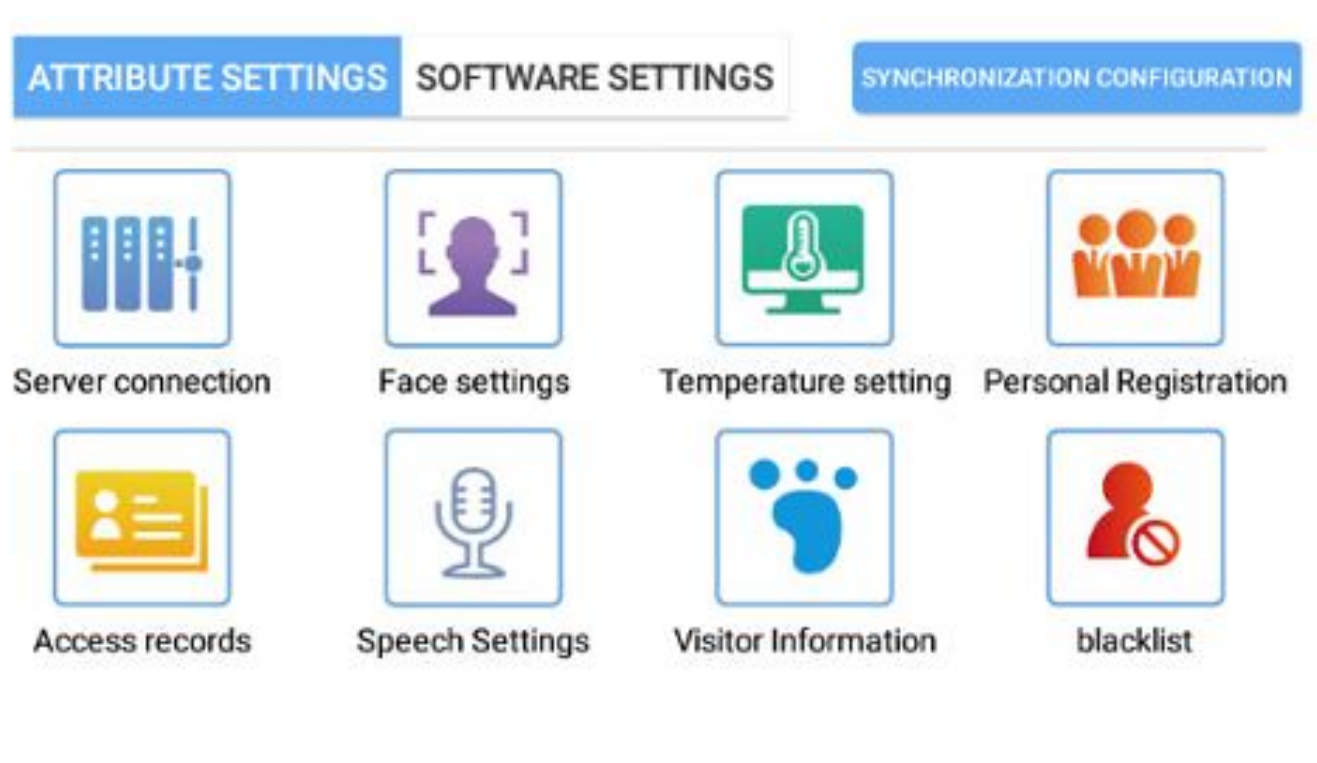 ATTRIBUTE SETTINGS SOFTWARE SETTINGS SYNCHRONIZATION CONFIGURATION
Server connection Face settings Temperature setting Personal Registration
Access records Speech Settings Visitor Information blacklist